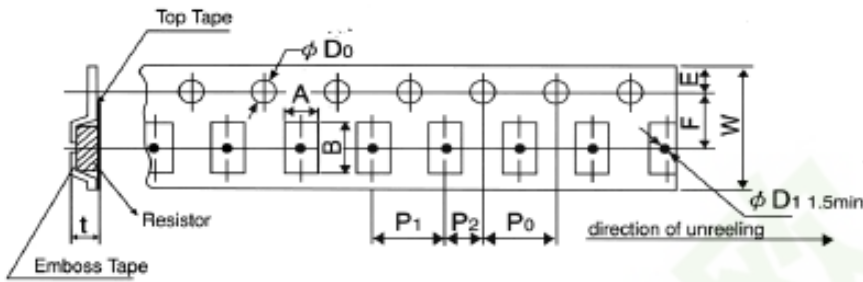 Top Tape
φ D0
A
E
B
F
W
φ D1 1.5min
t
Resistor
P1
P2
P0
direction of unreeling
Emboss Tape